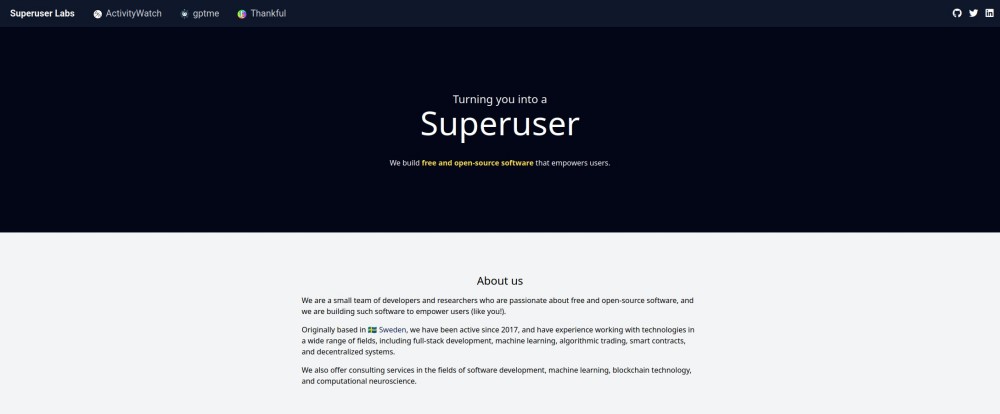 Superuser Labs ActivityWatch gptme Thankful
Turning you into a
Superuser
We build free and open-source software that empowers users.
About us
We are a small team of developers and researchers who are passionate about free and open-source software, and
we are building such software to empower users (like you!).
Originally based in 🇸🇪 Sweden, we have been active since 2017, and have experience working with technologies in
a wide range of fields, including full-stack development, machine learning, algorithmic trading, smart contracts,
and decentralized systems.
We also offer consulting services in the fields of software development, machine learning, blockchain technology,
and computational neuroscience.